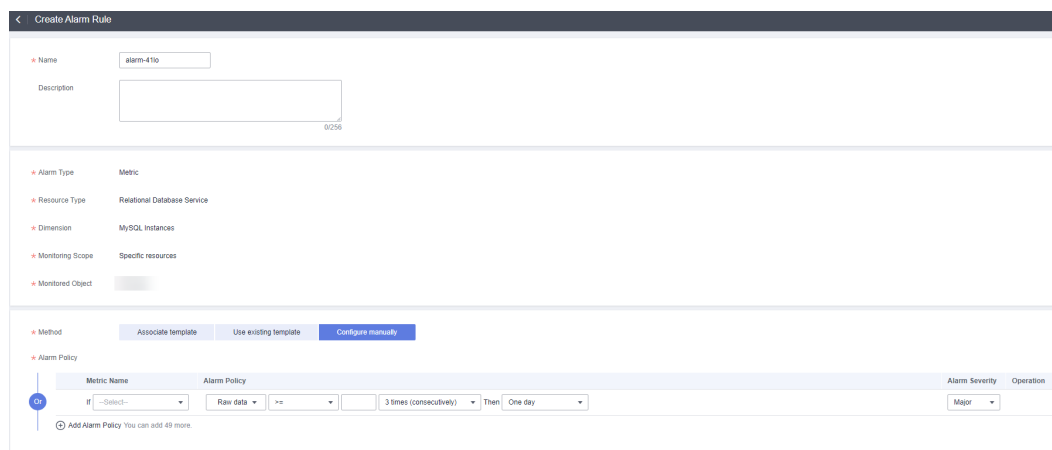 Create Alarm Rule
* Name alarm-41lo
Description
0/256
* Alarm Type Metric
* Resource Type Relational Database Service
* Dimension MySQL Instances
* Monitoring Scope Specific resources
* Monitored Object
* Method Associate template Use existing template Configure manually
* Alarm Policy
Metric Name Alarm Policy Alarm Severity Operation
Or If --Select-- Raw data >= 3 times (consecutively) Then One day Major
Add Alarm Policy You can add 49 more.